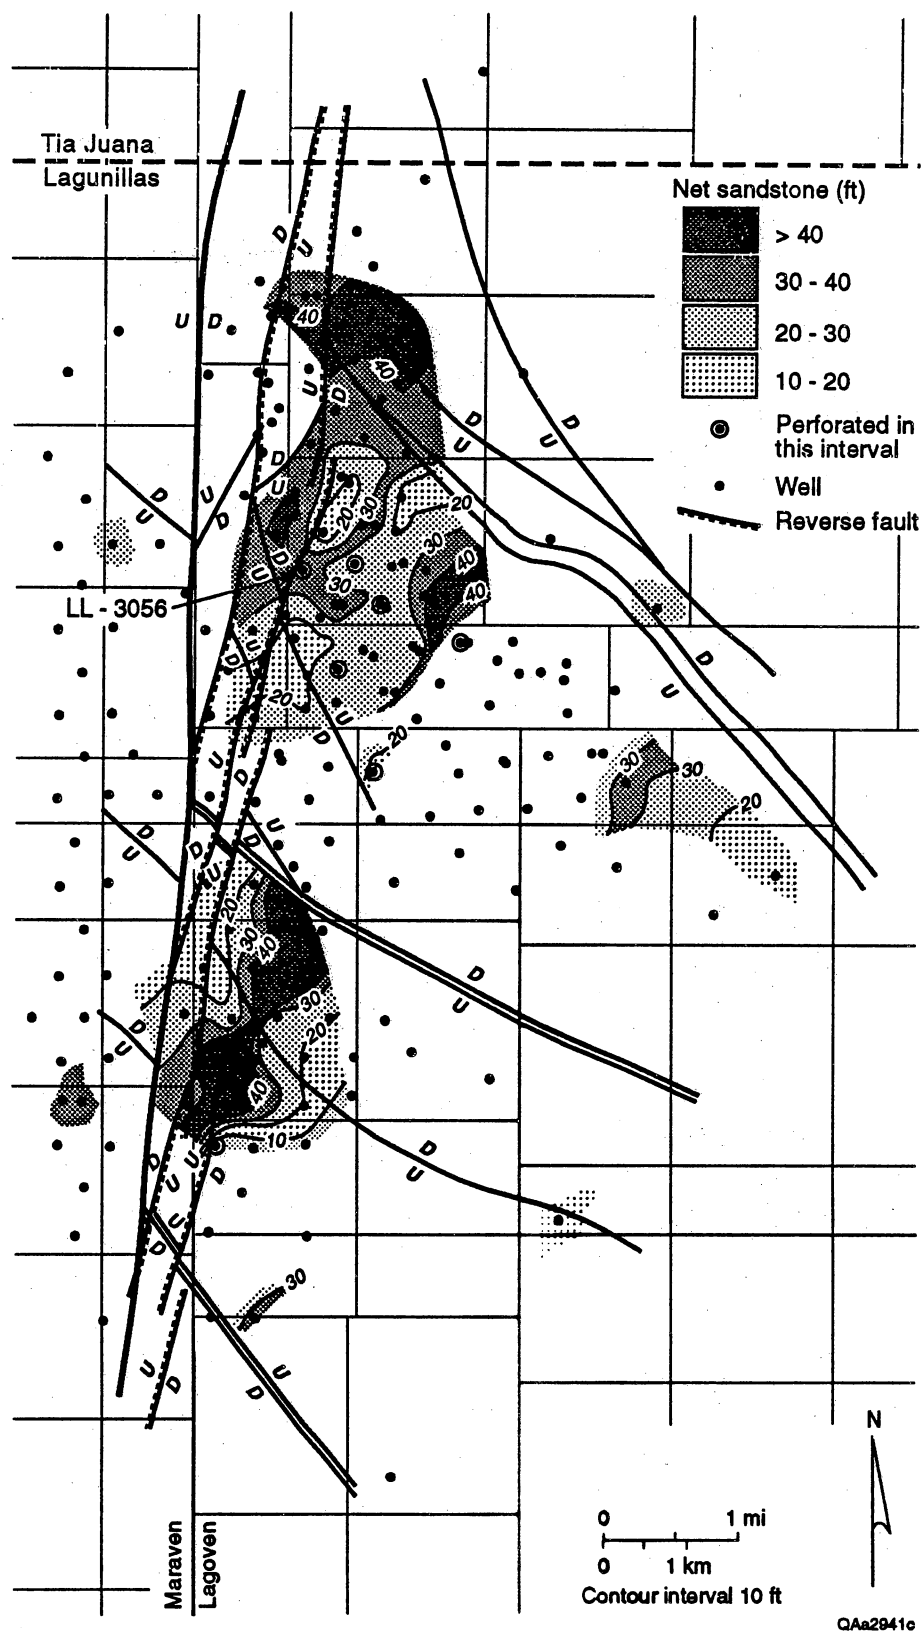 Tia Juana
Lagunillas
Net sandstone (ft)
> 40
30 - 40
20 - 30
10 - 20
Perforated in
this interval
Well
Reverse fault
D
U
40
U D
U
D
40
D
U
D
U
D
U
20
D
U
U
D
20
30
30
40
40
30
D
U
LL - 3056
U
D
D
U
20
U
D
D
U
20
30
30
20
U
D
D
U
U
D
D
U
20
30
40
D
U
30
20
D
U
40
10
D
U
D
U
U
U
D
U
D
30
U
D
U
D
N
0 1 mi
0 1 km
Contour interval 10 ft
Maraven
Lagoven
QAa2941c